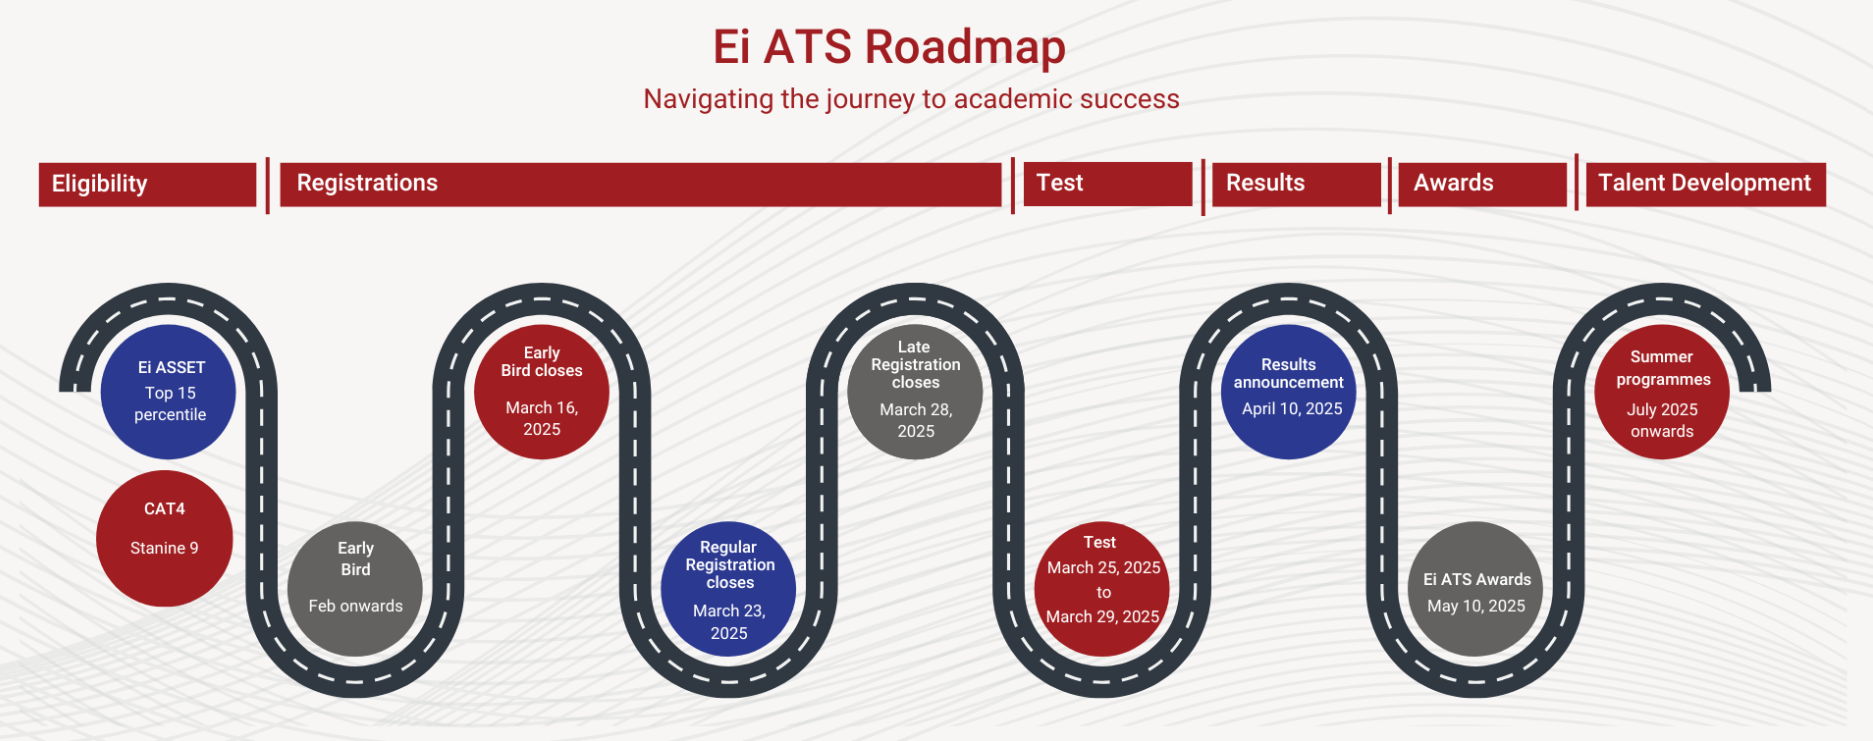 Ei ATS Roadmap
Navigating the journey to academic success
Eligibility
Registrations
Test
Results
Awards
Talent Development
Ei ASSET
Top 15
percentile
CAT4
Stanine 9
Early
Bird
Feb onwards
Early
Bird closes
March 16,
2025
Regular
Registration
closes
March 23,
2025
Late
Registration
closes
March 28,
2025
Test
March 25, 2025
to
March 29, 2025
Results
announcement
April 10, 2025
Ei ATS Awards
May 10, 2025
Summer
programmes
July 2025
onwards